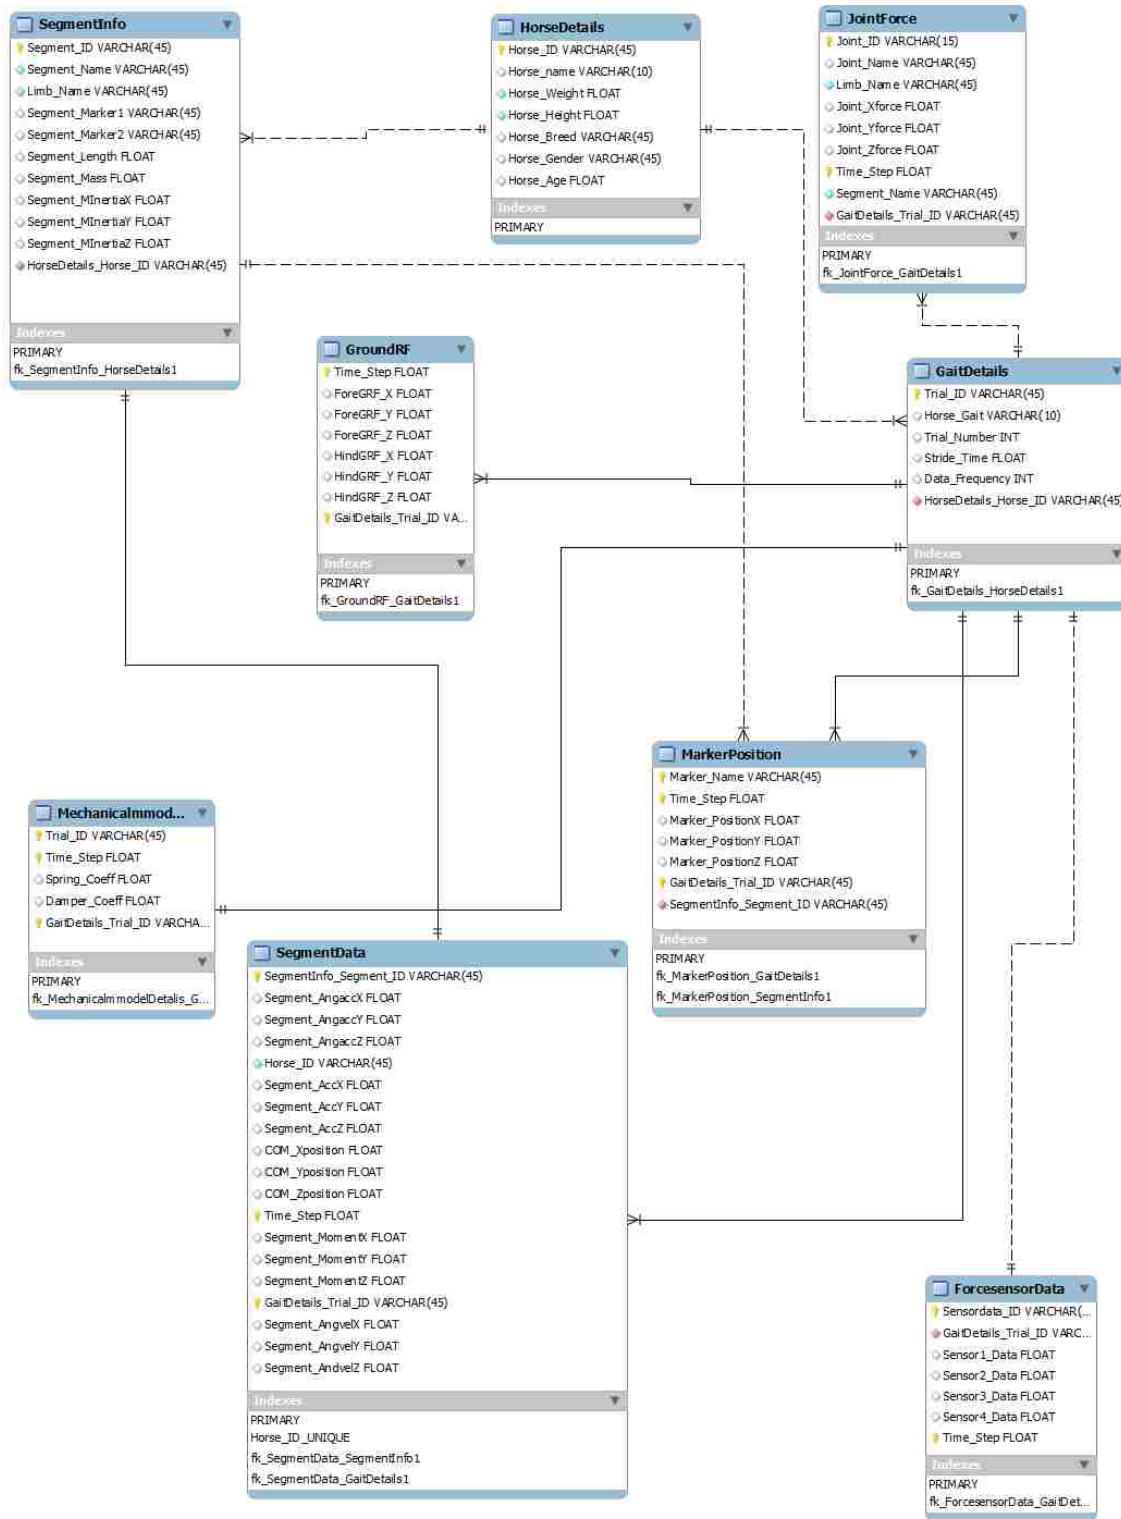 SegmentInfo
Segment_ID VARCHAR(45)
Segment_Name VARCHAR(45)
Limb_Name VARCHAR(45)
Segment_Marker1 VARCHAR(45)
Segment_Marker2 VARCHAR(45)
Segment_Length FLOAT
Segment_Mass FLOAT
Segment_MInertiaX FLOAT
Segment_MInertiaY FLOAT
Segment_MInertiaZ FLOAT
HorseDetails_Horse_ID VARCHAR(45)
Indexes
PRIMARY
fk_SegmentInfo_HorseDetails1
HorseDetails
Horse_ID VARCHAR(45)
Horse_name VARCHAR(10)
Horse_Weight FLOAT
Horse_Height FLOAT
Horse_Breed VARCHAR(45)
Horse_Gender VARCHAR(45)
Horse_Age FLOAT
Indexes
PRIMARY
JointForce
Joint_ID VARCHAR(15)
Joint_Name VARCHAR(45)
Limb_Name VARCHAR(45)
Joint_Xforce FLOAT
Joint_Yforce FLOAT
Joint_Zforce FLOAT
Time_Step FLOAT
Segment_Name VARCHAR(45)
GaitDetails_Trial_ID VARCHAR(45)
Indexes
PRIMARY
fk_JointForce_GaitDetails1
GroundRF
Time_Step FLOAT
ForeGRF_X FLOAT
ForeGRF_Y FLOAT
ForeGRF_Z FLOAT
HindGRF_X FLOAT
HindGRF_Y FLOAT
HindGRF_Z FLOAT
GaitDetails_Trial_ID VA...
Indexes
PRIMARY
fk_GroundRF_GaitDetails1
GaitDetails
Trial_ID VARCHAR(45)
Horse_Gait VARCHAR(10)
Trial_Number INT
Stride_Time FLOAT
Data_Frequency INT
HorseDetails_Horse_ID VARCHAR(45)
Indexes
PRIMARY
fk_GaitDetails_HorseDetails1
MarkerPosition
Marker_Name VARCHAR(45)
Time_Step FLOAT
Marker_PositionX FLOAT
Marker_PositionY FLOAT
Marker_PositionZ FLOAT
GaitDetails_Trial_ID VARCHAR(45)
SegmentInfo_Segment_ID VARCHAR(45)
Indexes
PRIMARY
fk_MarkerPosition_GaitDetails1
fk_MarkerPosition_SegmentInfo1
Mechanicalmmod...
Trial_ID VARCHAR(45)
Time_Step FLOAT
Spring_Coeff FLOAT
Damper_Coeff FLOAT
GaitDetails_Trial_ID VARCHA...
Indexes
PRIMARY
fk_MechanicalmmodelDetalis_G...
SegmentData
SegmentInfo_Segment_ID VARCHAR(45)
Segment_AngaccX FLOAT
Segment_AngaccY FLOAT
Segment_AngaccZ FLOAT
Horse_ID VARCHAR(45)
Segment_AccX FLOAT
Segment_AccY FLOAT
Segment_AccZ FLOAT
COM_Xposition FLOAT
COM_Yposition FLOAT
COM_Zposition FLOAT
Time_Step FLOAT
Segment_MomentX FLOAT
Segment_MomentY FLOAT
Segment_MomentZ FLOAT
GaitDetails_Trial_ID VARCHAR(45)
Segment_AngvelX FLOAT
Segment_AngvelY FLOAT
Segment_AndvelZ FLOAT
Indexes
PRIMARY
Horse_ID_UNIQUE
fk_SegmentData_SegmentInfo1
fk_SegmentData_GaitDetails1
ForcesensorData
Sensordata_ID VARCHAR(...
GaitDetails_Trial_ID VARC...
Sensor1_Data FLOAT
Sensor2_Data FLOAT
Sensor3_Data FLOAT
Sensor4_Data FLOAT
Time_Step FLOAT
Indexes
PRIMARY
fk_ForcesensorData_GaitDet...